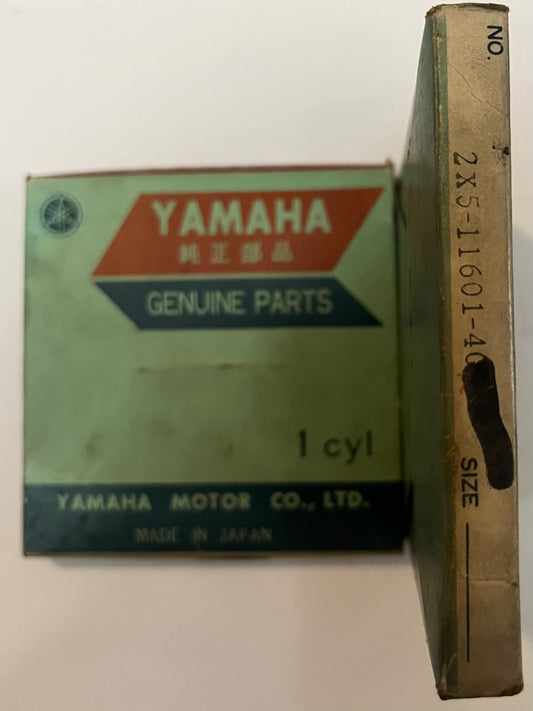 YAMAHA
純正部品
GENUINE PARTS
1 cyl
YAMAHA MOTOR CO., LTD.
MADE IN JAPAN
NO.
2X5-11601-40
SIZE